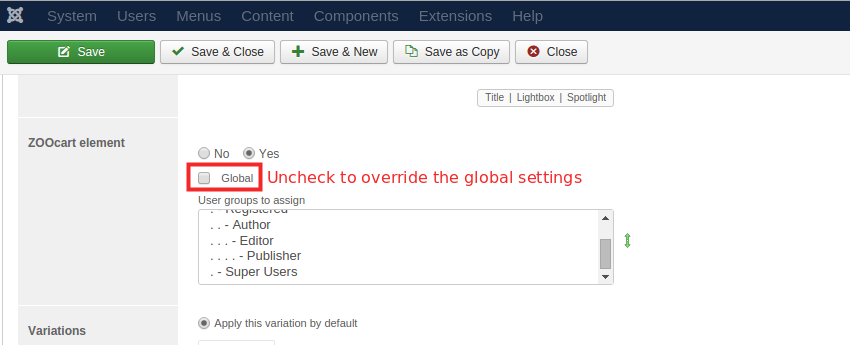 System Users Menus Content Components Extensions Help
Save Save & Close Save & New Save as Copy Close
Title | Lightbox | Spotlight
ZOOcart element
No Yes
Global Uncheck to override the global settings
User groups to assign
. - Registered
. . - Author
. . . - Editor
. . . . - Publisher
. - Super Users
Variations
Apply this variation by default